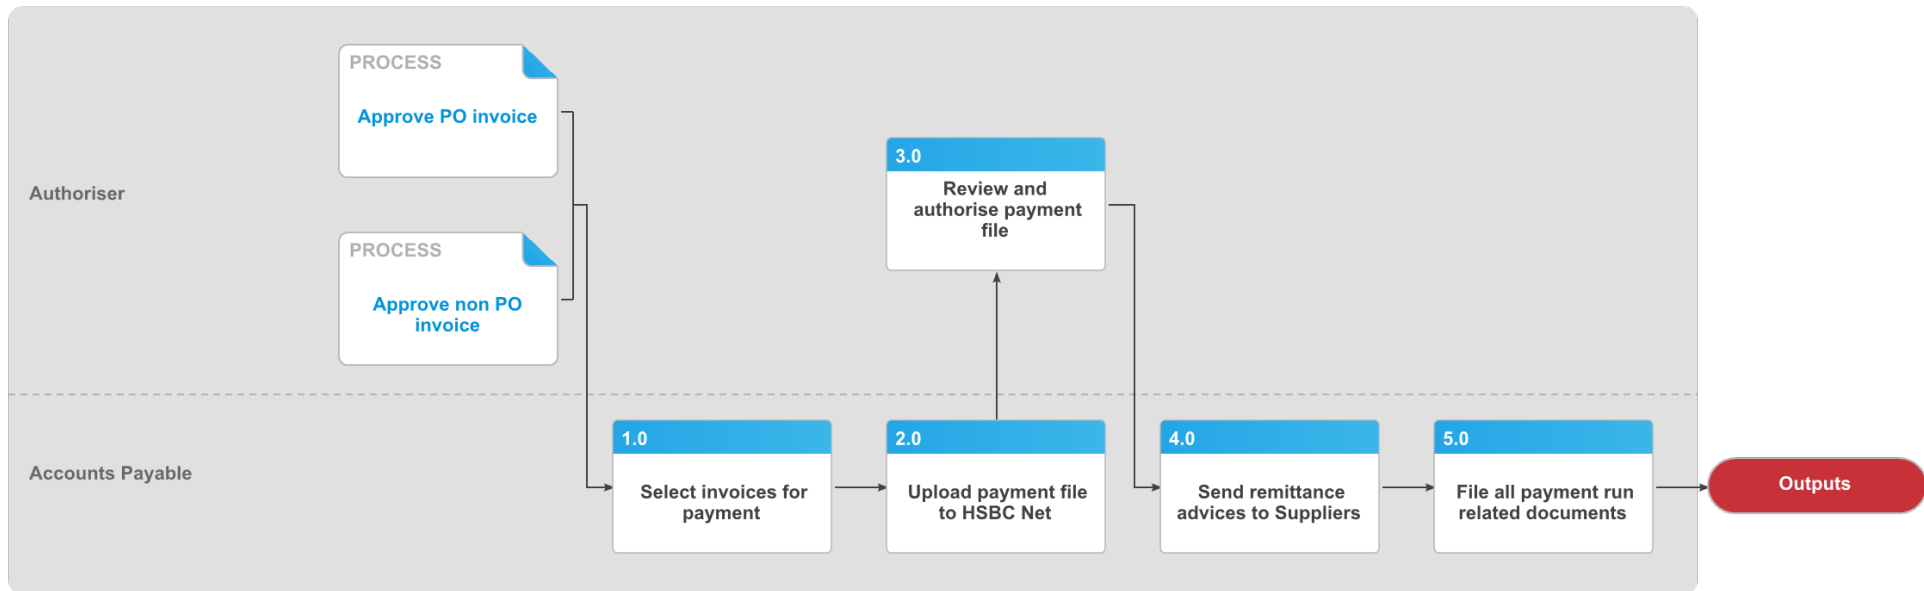 PROCESS
Approve PO invoice
Authoriser
PROCESS
Approve non PO
invoice
3.0
Review and
authorise payment
file
Accounts Payable
1.0
Select invoices for
payment
2.0
Upload payment file
to HSBC Net
4.0
Send remittance
advices to Suppliers
5.0
File all payment run
related documents
Outputs